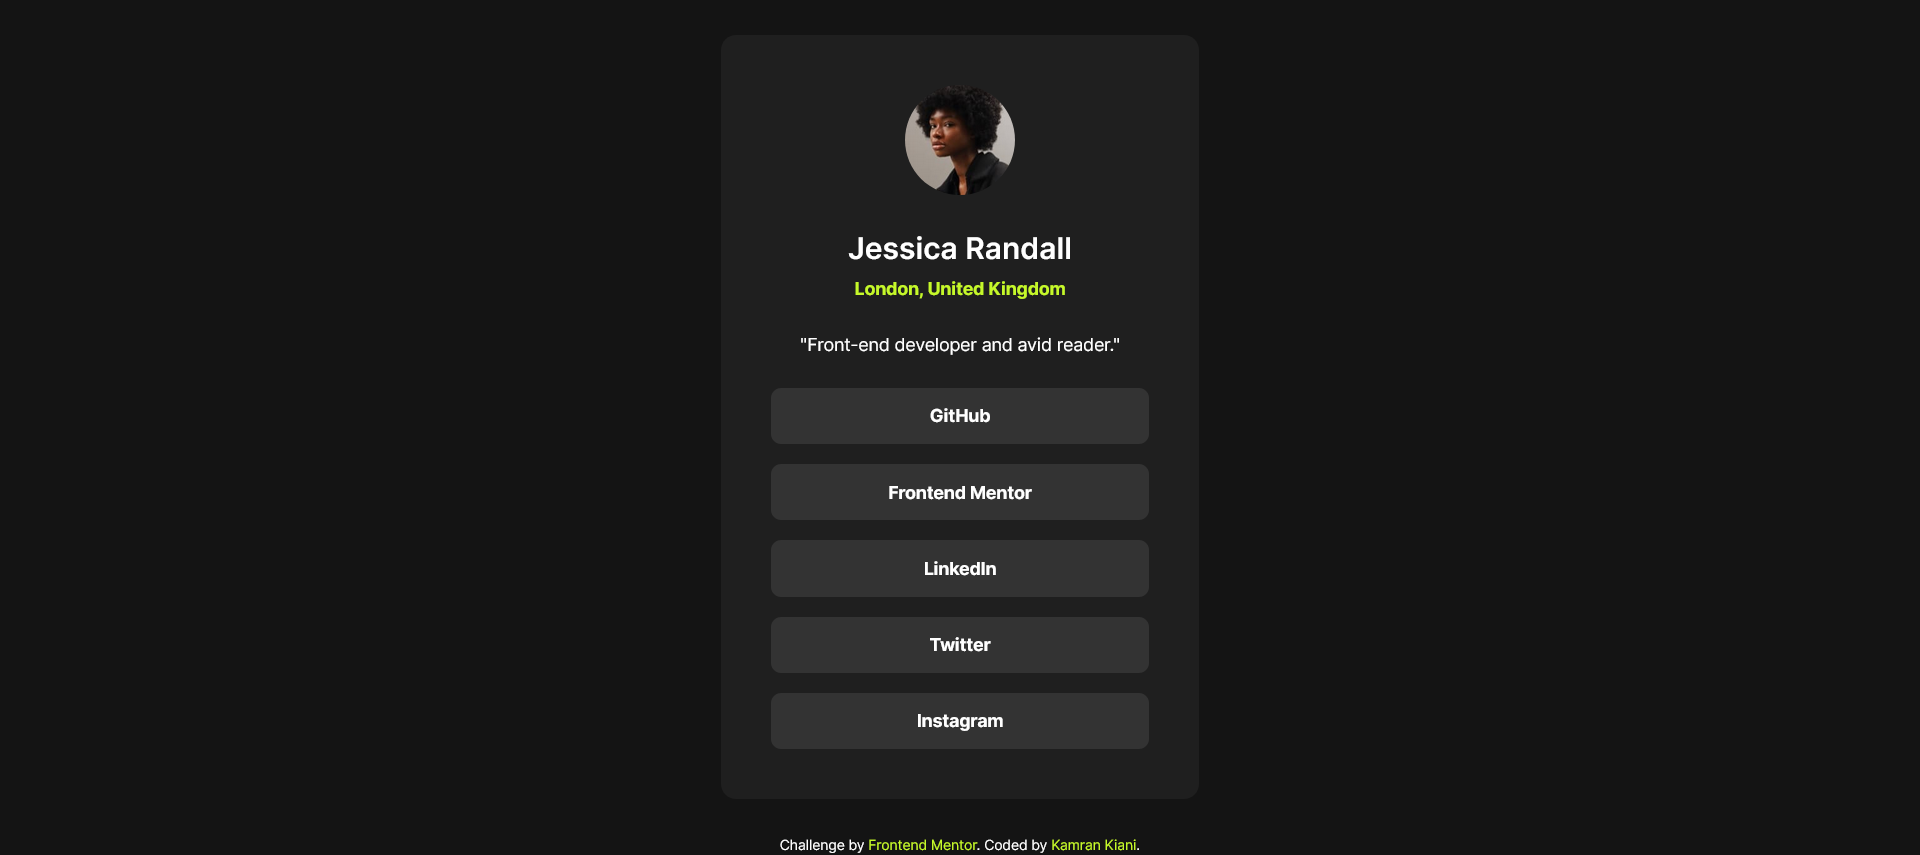 Jessica Randall
London, United Kingdom
"Front-end developer and avid reader."
GitHub
Frontend Mentor
LinkedIn
Twitter
Instagram
Challenge by Frontend Mentor. Coded by Kamran Kiani.